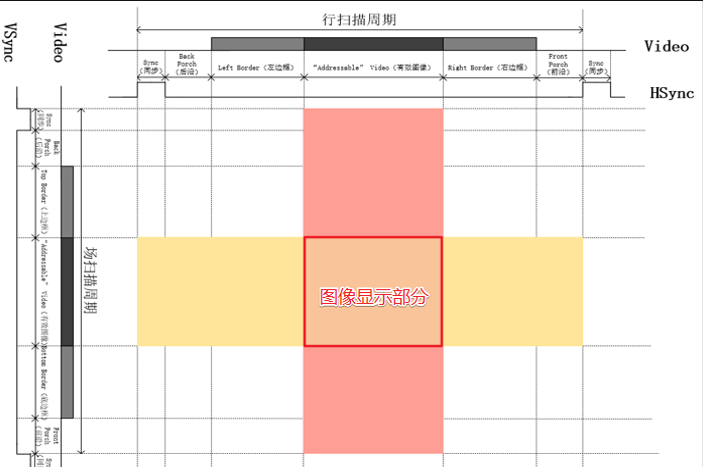 行扫描周期
Video
Sync
(同步)
Back
Porch
(后沿)
Left Border (左边框)
“Addressable” Video (有效图像)
Right Border (右边框)
Front
Porch
(前沿)
Sync
(同步)
HSync
VSync
Video
Sync
(同步)
Back
Porch
(后沿)
Top Border (上边框)
“Addressable” Video (有效图像)
Bottom Border (底边框)
Front
Porch
(前沿)
场扫描周期
图像显示部分